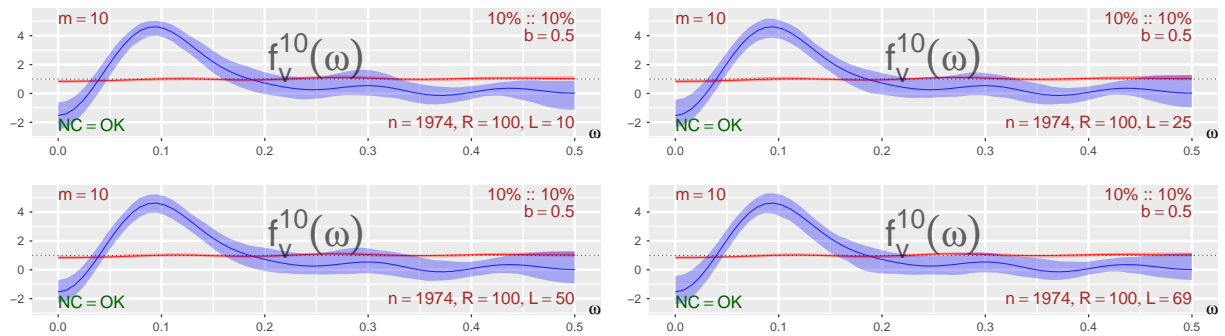 m = 10
10% :: 10%
b = 0.5
f_v^10(ω)
NC = OK
n = 1974, R = 100, L = 10
4
2
0
−2
0.0 0.1 0.2 0.3 0.4 0.5 ω
m = 10
10% :: 10%
b = 0.5
f_v^10(ω)
NC = OK
n = 1974, R = 100, L = 25
4
2
0
−2
0.0 0.1 0.2 0.3 0.4 0.5 ω
m = 10
10% :: 10%
b = 0.5
f_v^10(ω)
NC = OK
n = 1974, R = 100, L = 50
4
2
0
−2
0.0 0.1 0.2 0.3 0.4 0.5 ω
m = 10
10% :: 10%
b = 0.5
f_v^10(ω)
NC = OK
n = 1974, R = 100, L = 69
4
2
0
−2
0.0 0.1 0.2 0.3 0.4 0.5 ω